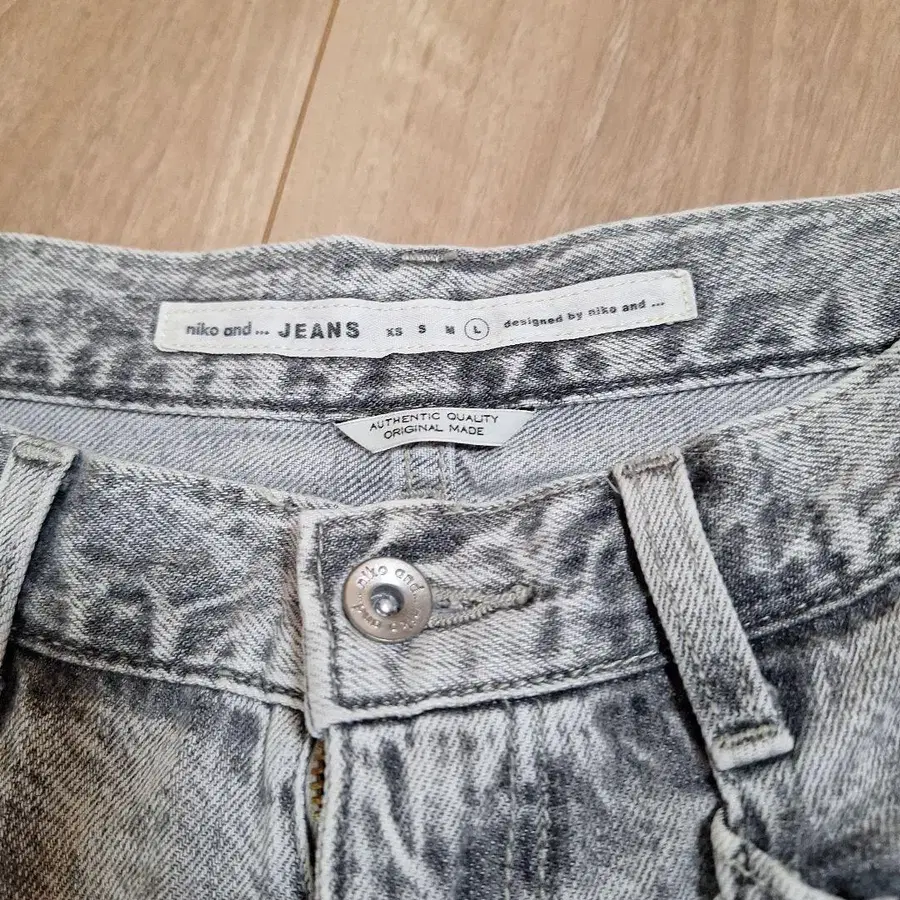 niko and ... JEANS XS S M L designed by niko and ...
AUTHENTIC QUALITY
ORIGINAL MADE
niko and...